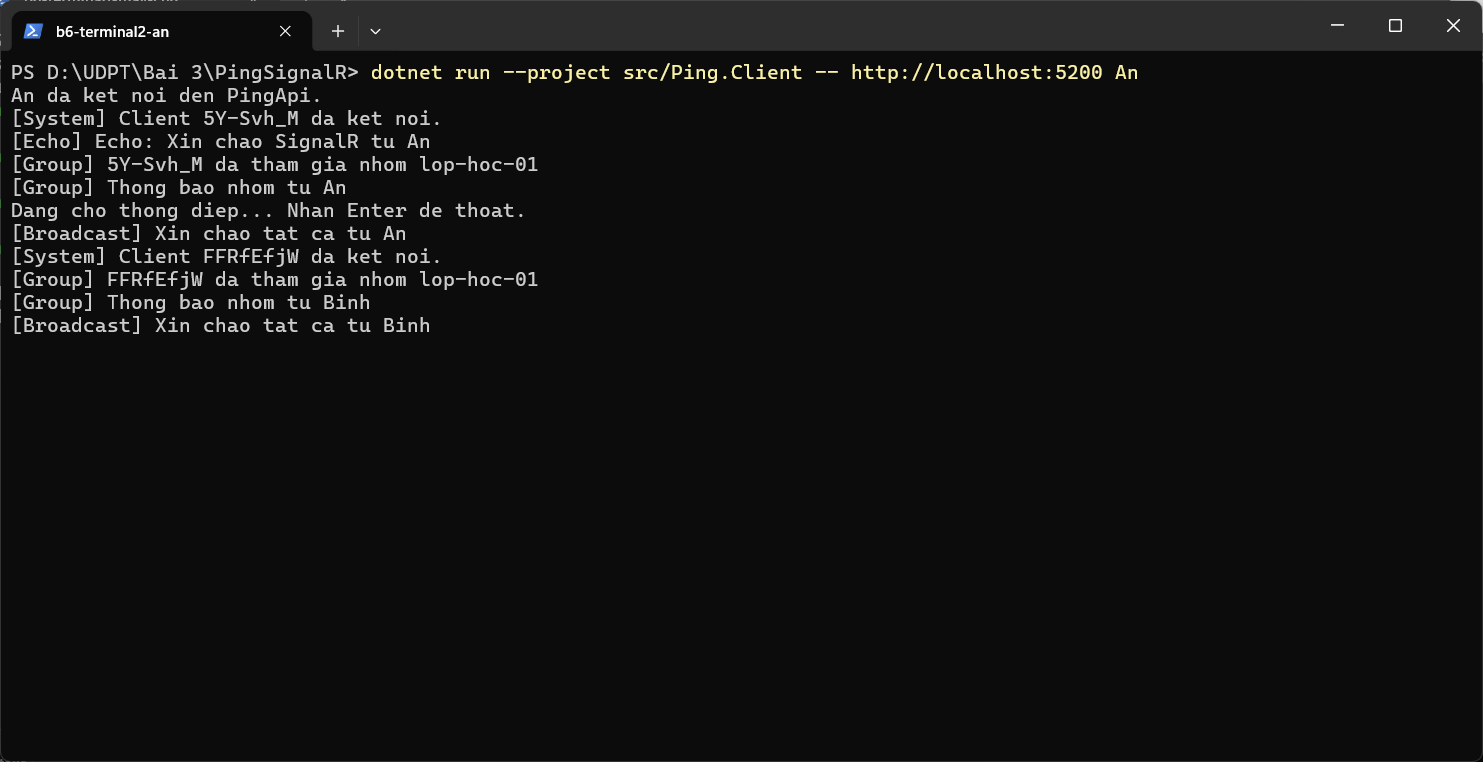 b6-terminal2-an
PS D:\UDPT\Bai 3\PingSignalR> dotnet run --project src/Ping.Client -- http://localhost:5200 An
An da ket noi den PingApi.
[System] Client 5Y-Svh_M da ket noi.
[Echo] Echo: Xin chao SignalR tu An
[Group] 5Y-Svh_M da tham gia nhom lop-hoc-01
[Group] Thong bao nhom tu An
Dang cho thong diep... Nhan Enter de thoat.
[Broadcast] Xin chao tat ca tu An
[System] Client FFRfEfjW da ket noi.
[Group] FFRfEfjW da tham gia nhom lop-hoc-01
[Group] Thong bao nhom tu Binh
[Broadcast] Xin chao tat ca tu Binh